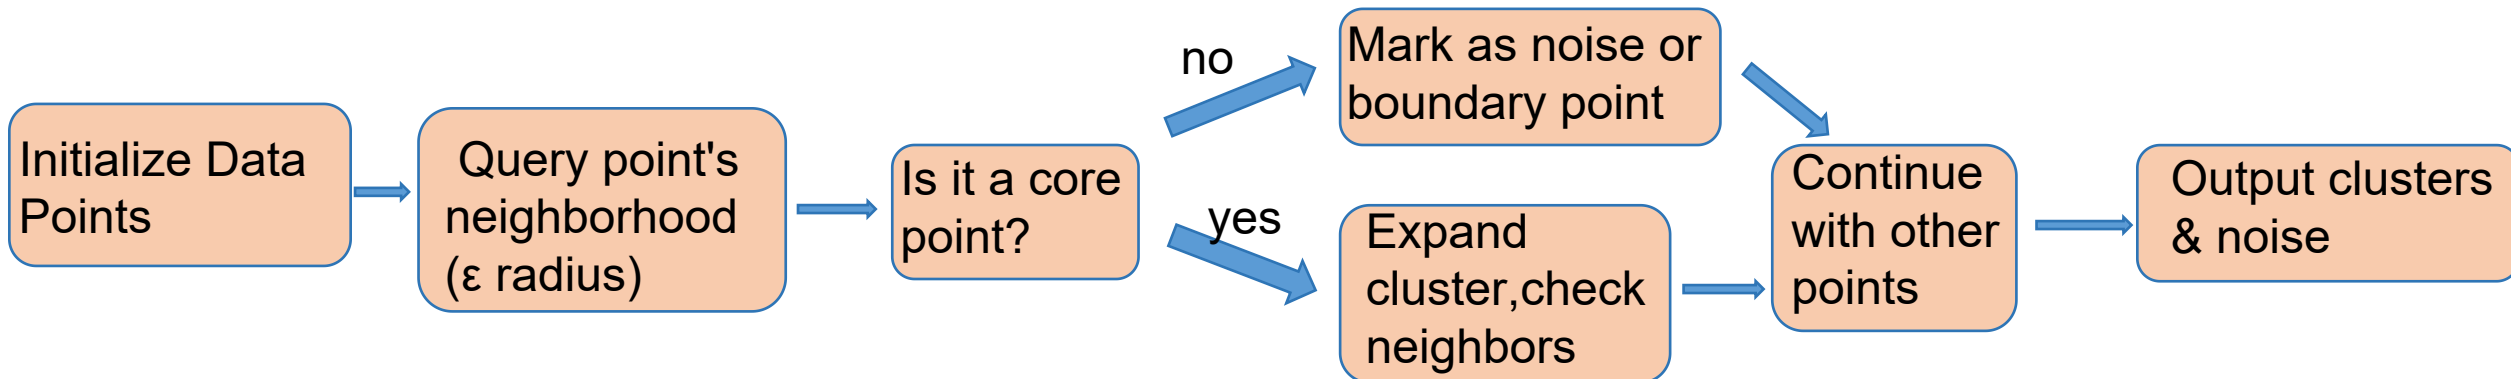 Initialize Data
Points
Query point's
neighborhood
(ε radius)
Is it a core
point?
no
Mark as noise or
boundary point
yes
Expand
cluster,check
neighbors
Continue
with other
points
Output clusters
& noise